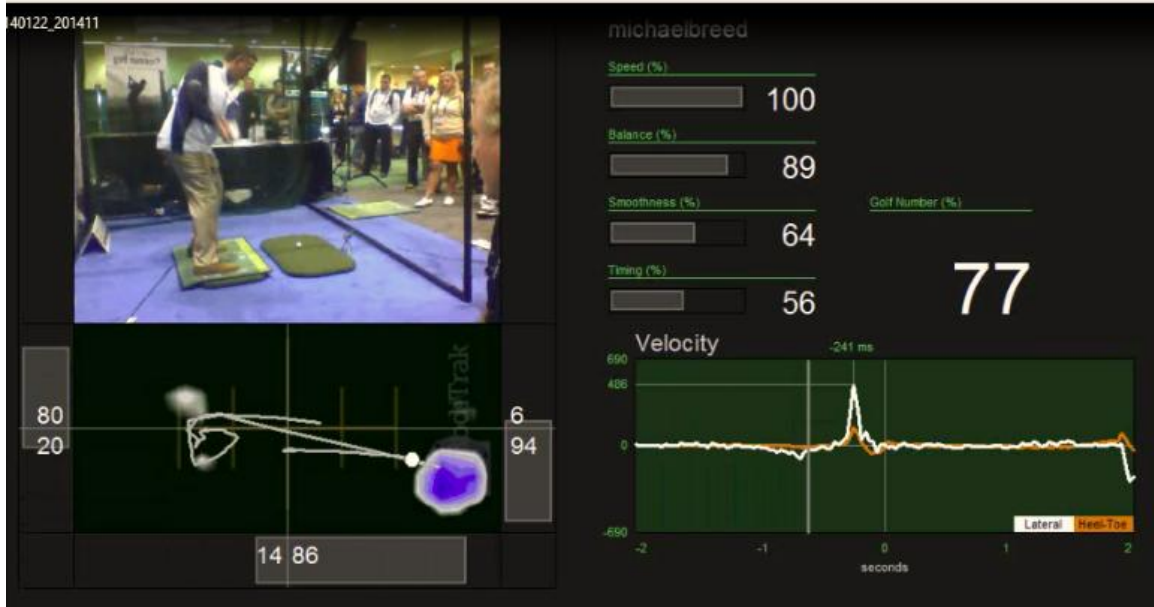 140122_201411
michaelbreed
Speed (%)
100
Balance (%)
89
Smoothness (%)
64
Golf Number (%)
77
Timing (%)
56
80
20
6
94
14 86
Velocity
-241 ms
690
486
0
-690
-2
-1
0
1
2
seconds
Lateral
Heel-Toe